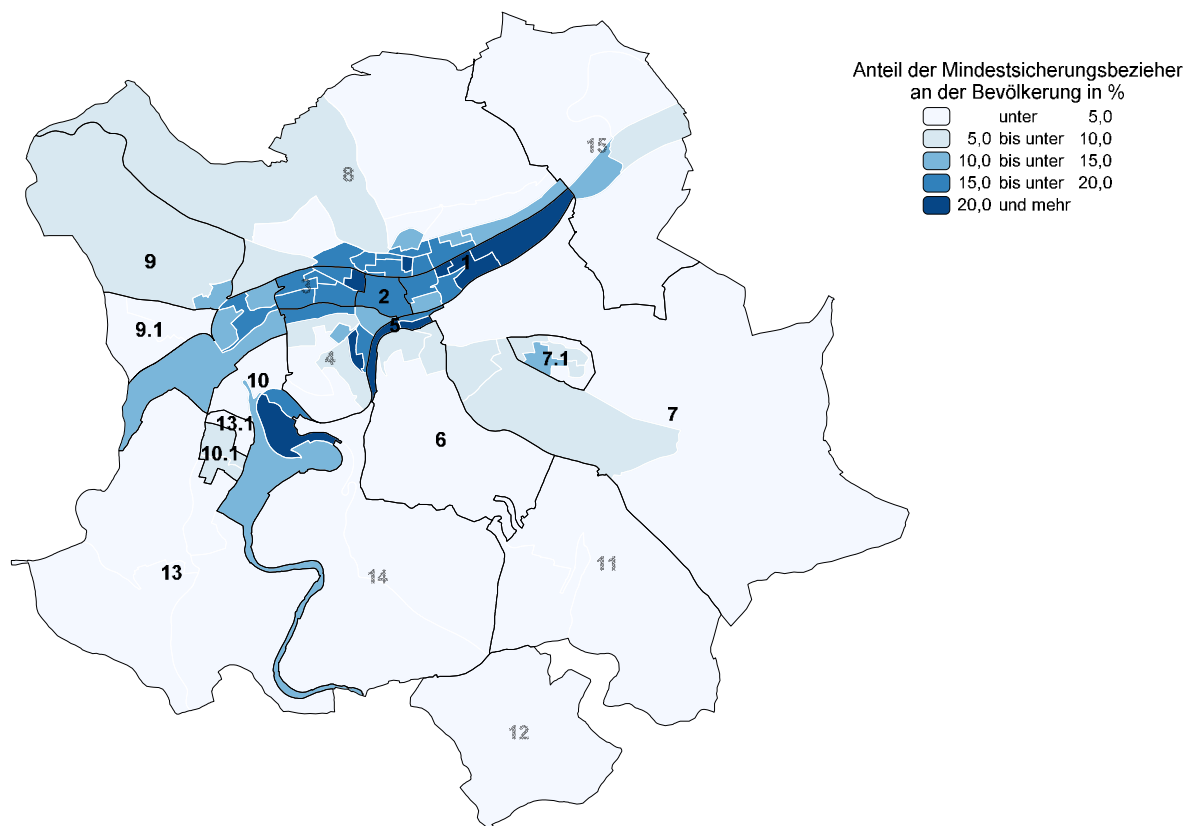 Anteil der Mindestsicherungsbezieher
an der Bevölkerung in %
unter 5,0
5,0 bis unter 10,0
10,0 bis unter 15,0
15,0 bis unter 20,0
20,0 und mehr
15
8
9
1
3
2
5
9.1
4
7.1
10
7
13.1
6
10.1
11
13
14
12